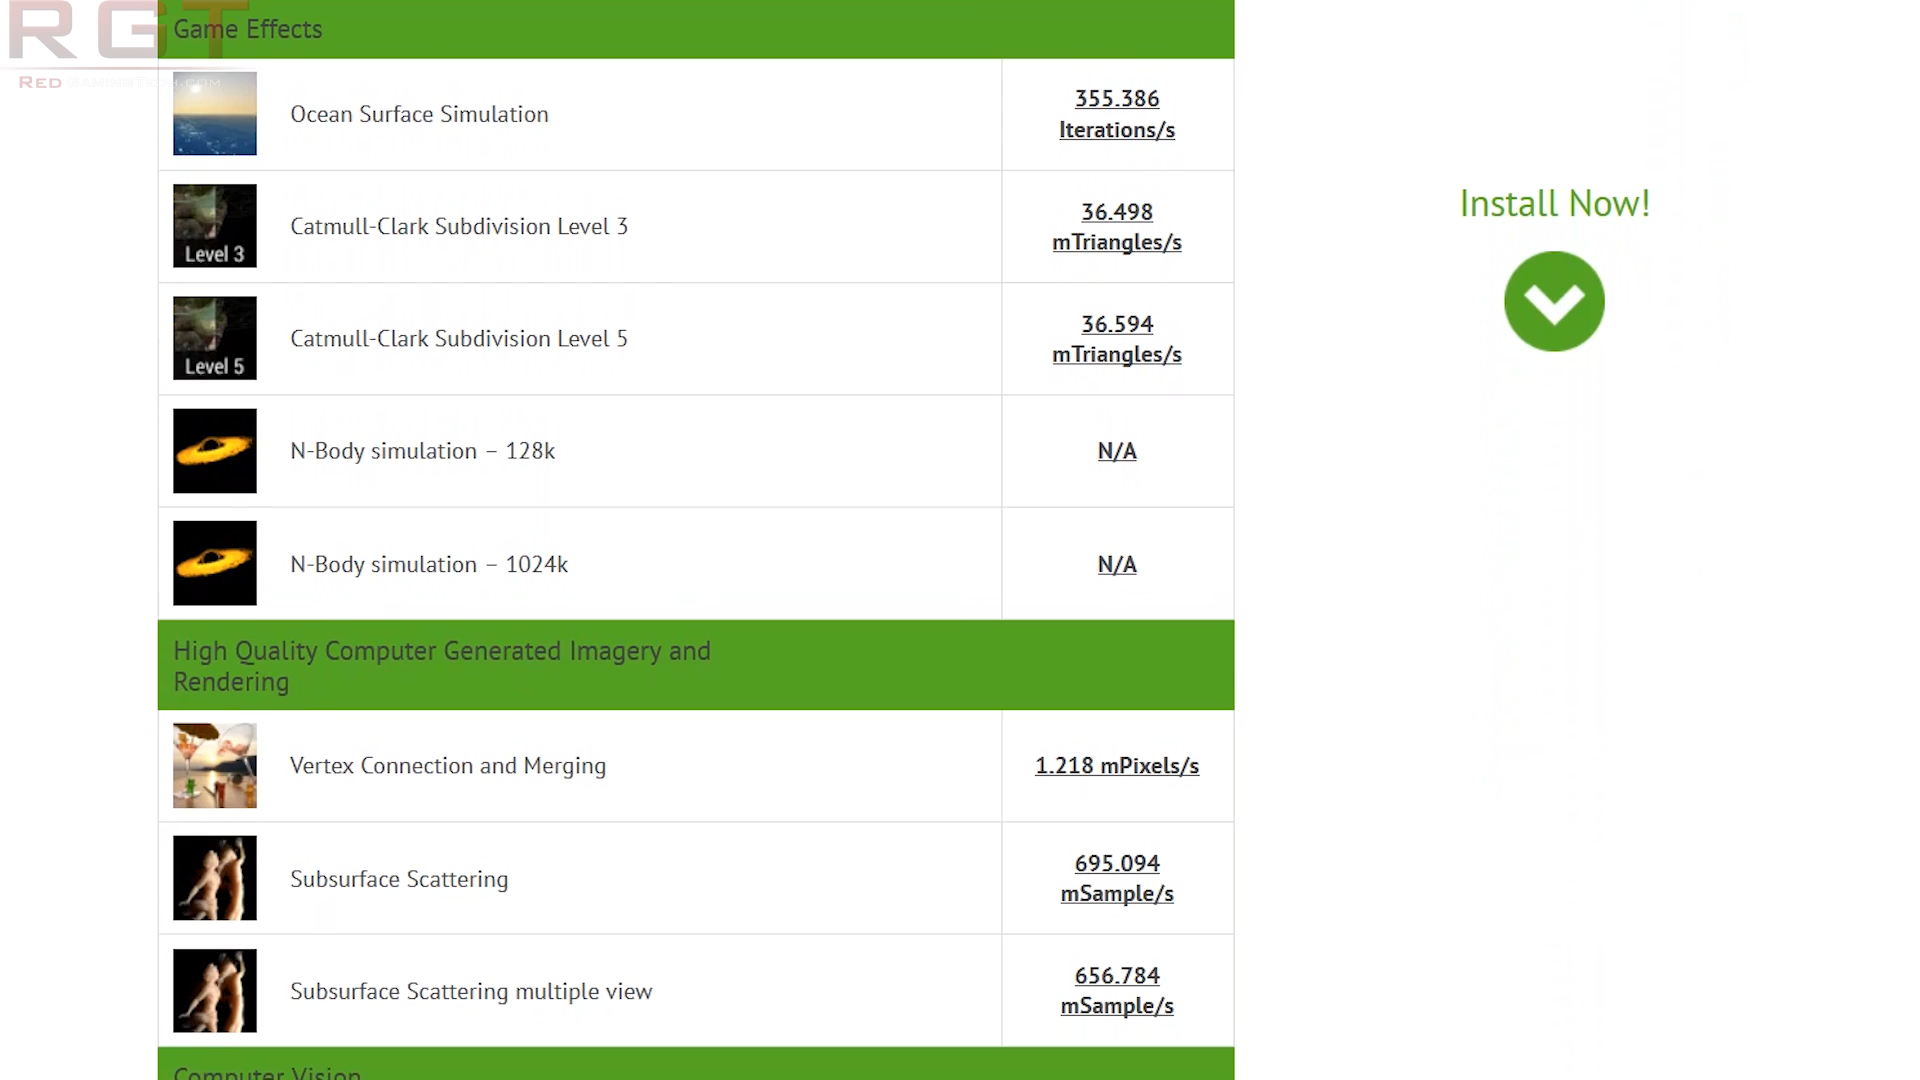 RGT
RedGamingTech.com
Game Effects
Ocean Surface Simulation
355.386
Iterations/s
Level 3
Catmull-Clark Subdivision Level 3
36.498
mTriangles/s
Level 5
Catmull-Clark Subdivision Level 5
36.594
mTriangles/s
N-Body simulation – 128k
N/A
N-Body simulation – 1024k
N/A
High Quality Computer Generated Imagery and
Rendering
Vertex Connection and Merging
1.218 mPixels/s
Subsurface Scattering
695.094
mSample/s
Subsurface Scattering multiple view
656.784
mSample/s
Computer Vision
Install Now!